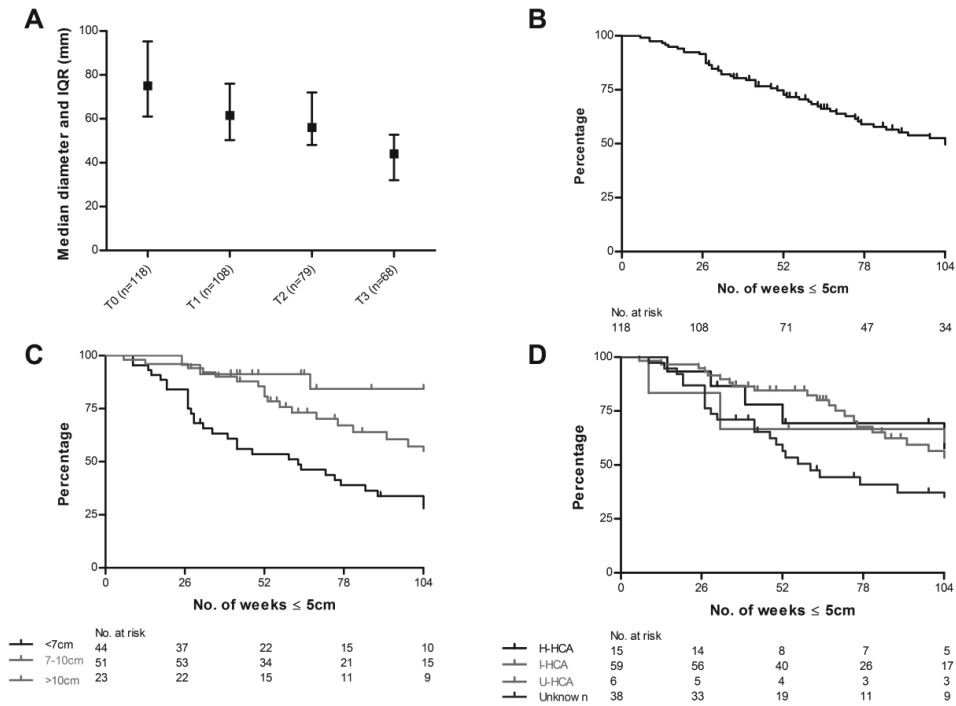 A
Median diameter and IQR (mm)
100
80
60
40
20
0
T0 (n=118)
T1 (n=108)
T2 (n=79)
T3 (n=68)
B
Percentage
100
75
50
25
0
0 26 52 78 104
No. of weeks ≤ 5cm
No. at risk
118 108 71 47 34
C
Percentage
100
75
50
25
0
0 26 52 78 104
No. of weeks ≤ 5cm
No. at risk
<7cm 44 37 22 15 10
7-10cm 51 53 34 21 15
>10cm 23 22 15 11 9
D
Percentage
100
75
50
25
0
0 26 52 78 104
No. of weeks ≤ 5cm
No. at risk
H-HCA 15 14 8 7 5
I-HCA 59 56 40 26 17
U-HCA 6 5 4 3 3
Unknown 38 33 19 11 9